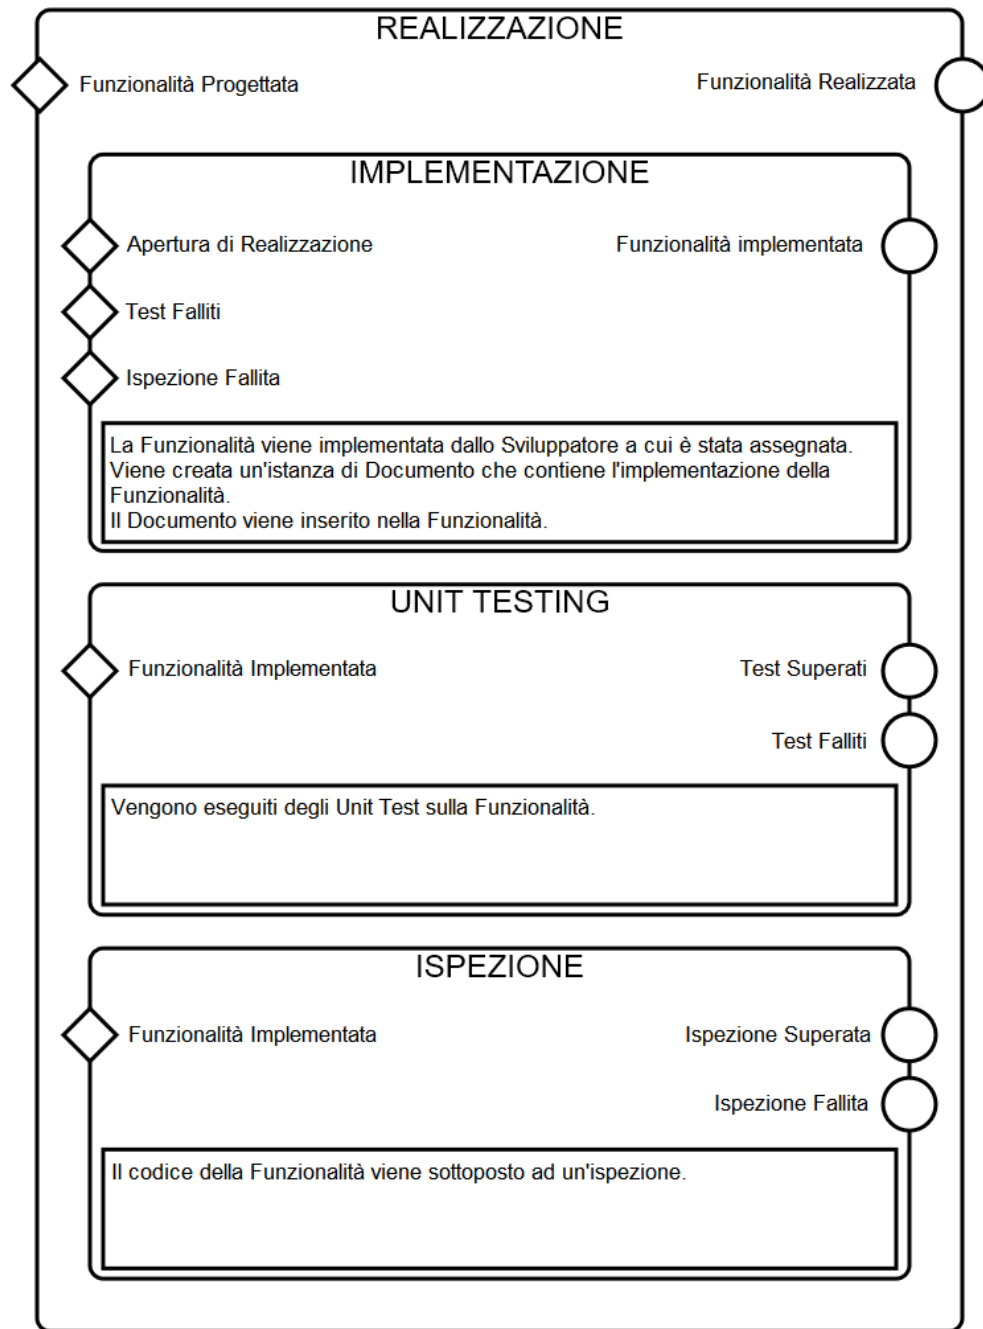 REALIZZAZIONE
Funzionalità Progettata
Funzionalità Realizzata
IMPLEMENTAZIONE
Apertura di Realizzazione
Funzionalità implementata
Test Falliti
Ispezione Fallita
La Funzionalità viene implementata dallo Sviluppatore a cui è stata assegnata.
Viene creata un'istanza di Documento che contiene l'implementazione della
Funzionalità.
Il Documento viene inserito nella Funzionalità.
UNIT TESTING
Funzionalità Implementata
Test Superati
Test Falliti
Vengono eseguiti degli Unit Test sulla Funzionalità.
ISPEZIONE
Funzionalità Implementata
Ispezione Superata
Ispezione Fallita
Il codice della Funzionalità viene sottoposto ad un'ispezione.